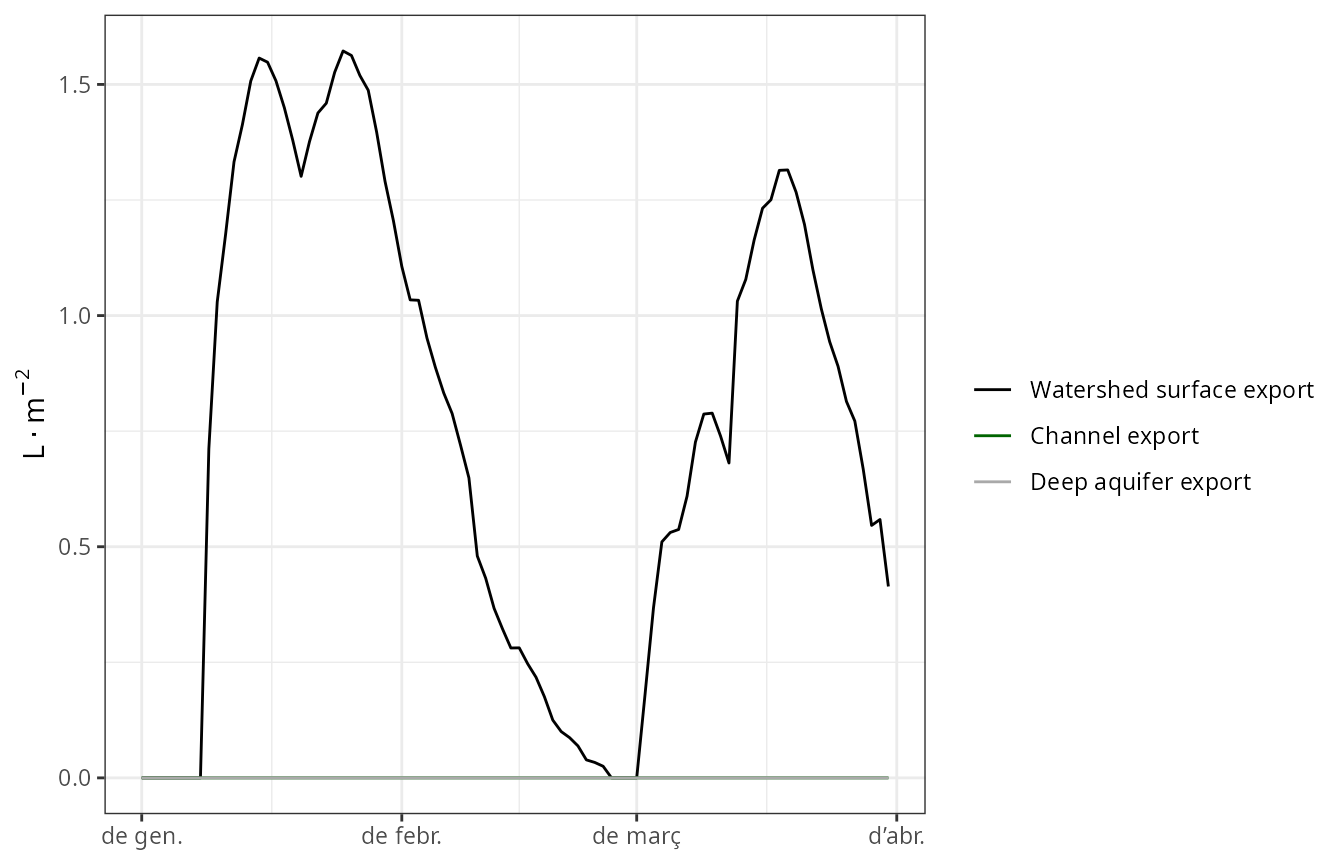 1.5
1.0
0.5
0.0
L · m⁻²
de gen.
de febr.
de març
d’abr.
Watershed surface export
Channel export
Deep aquifer export